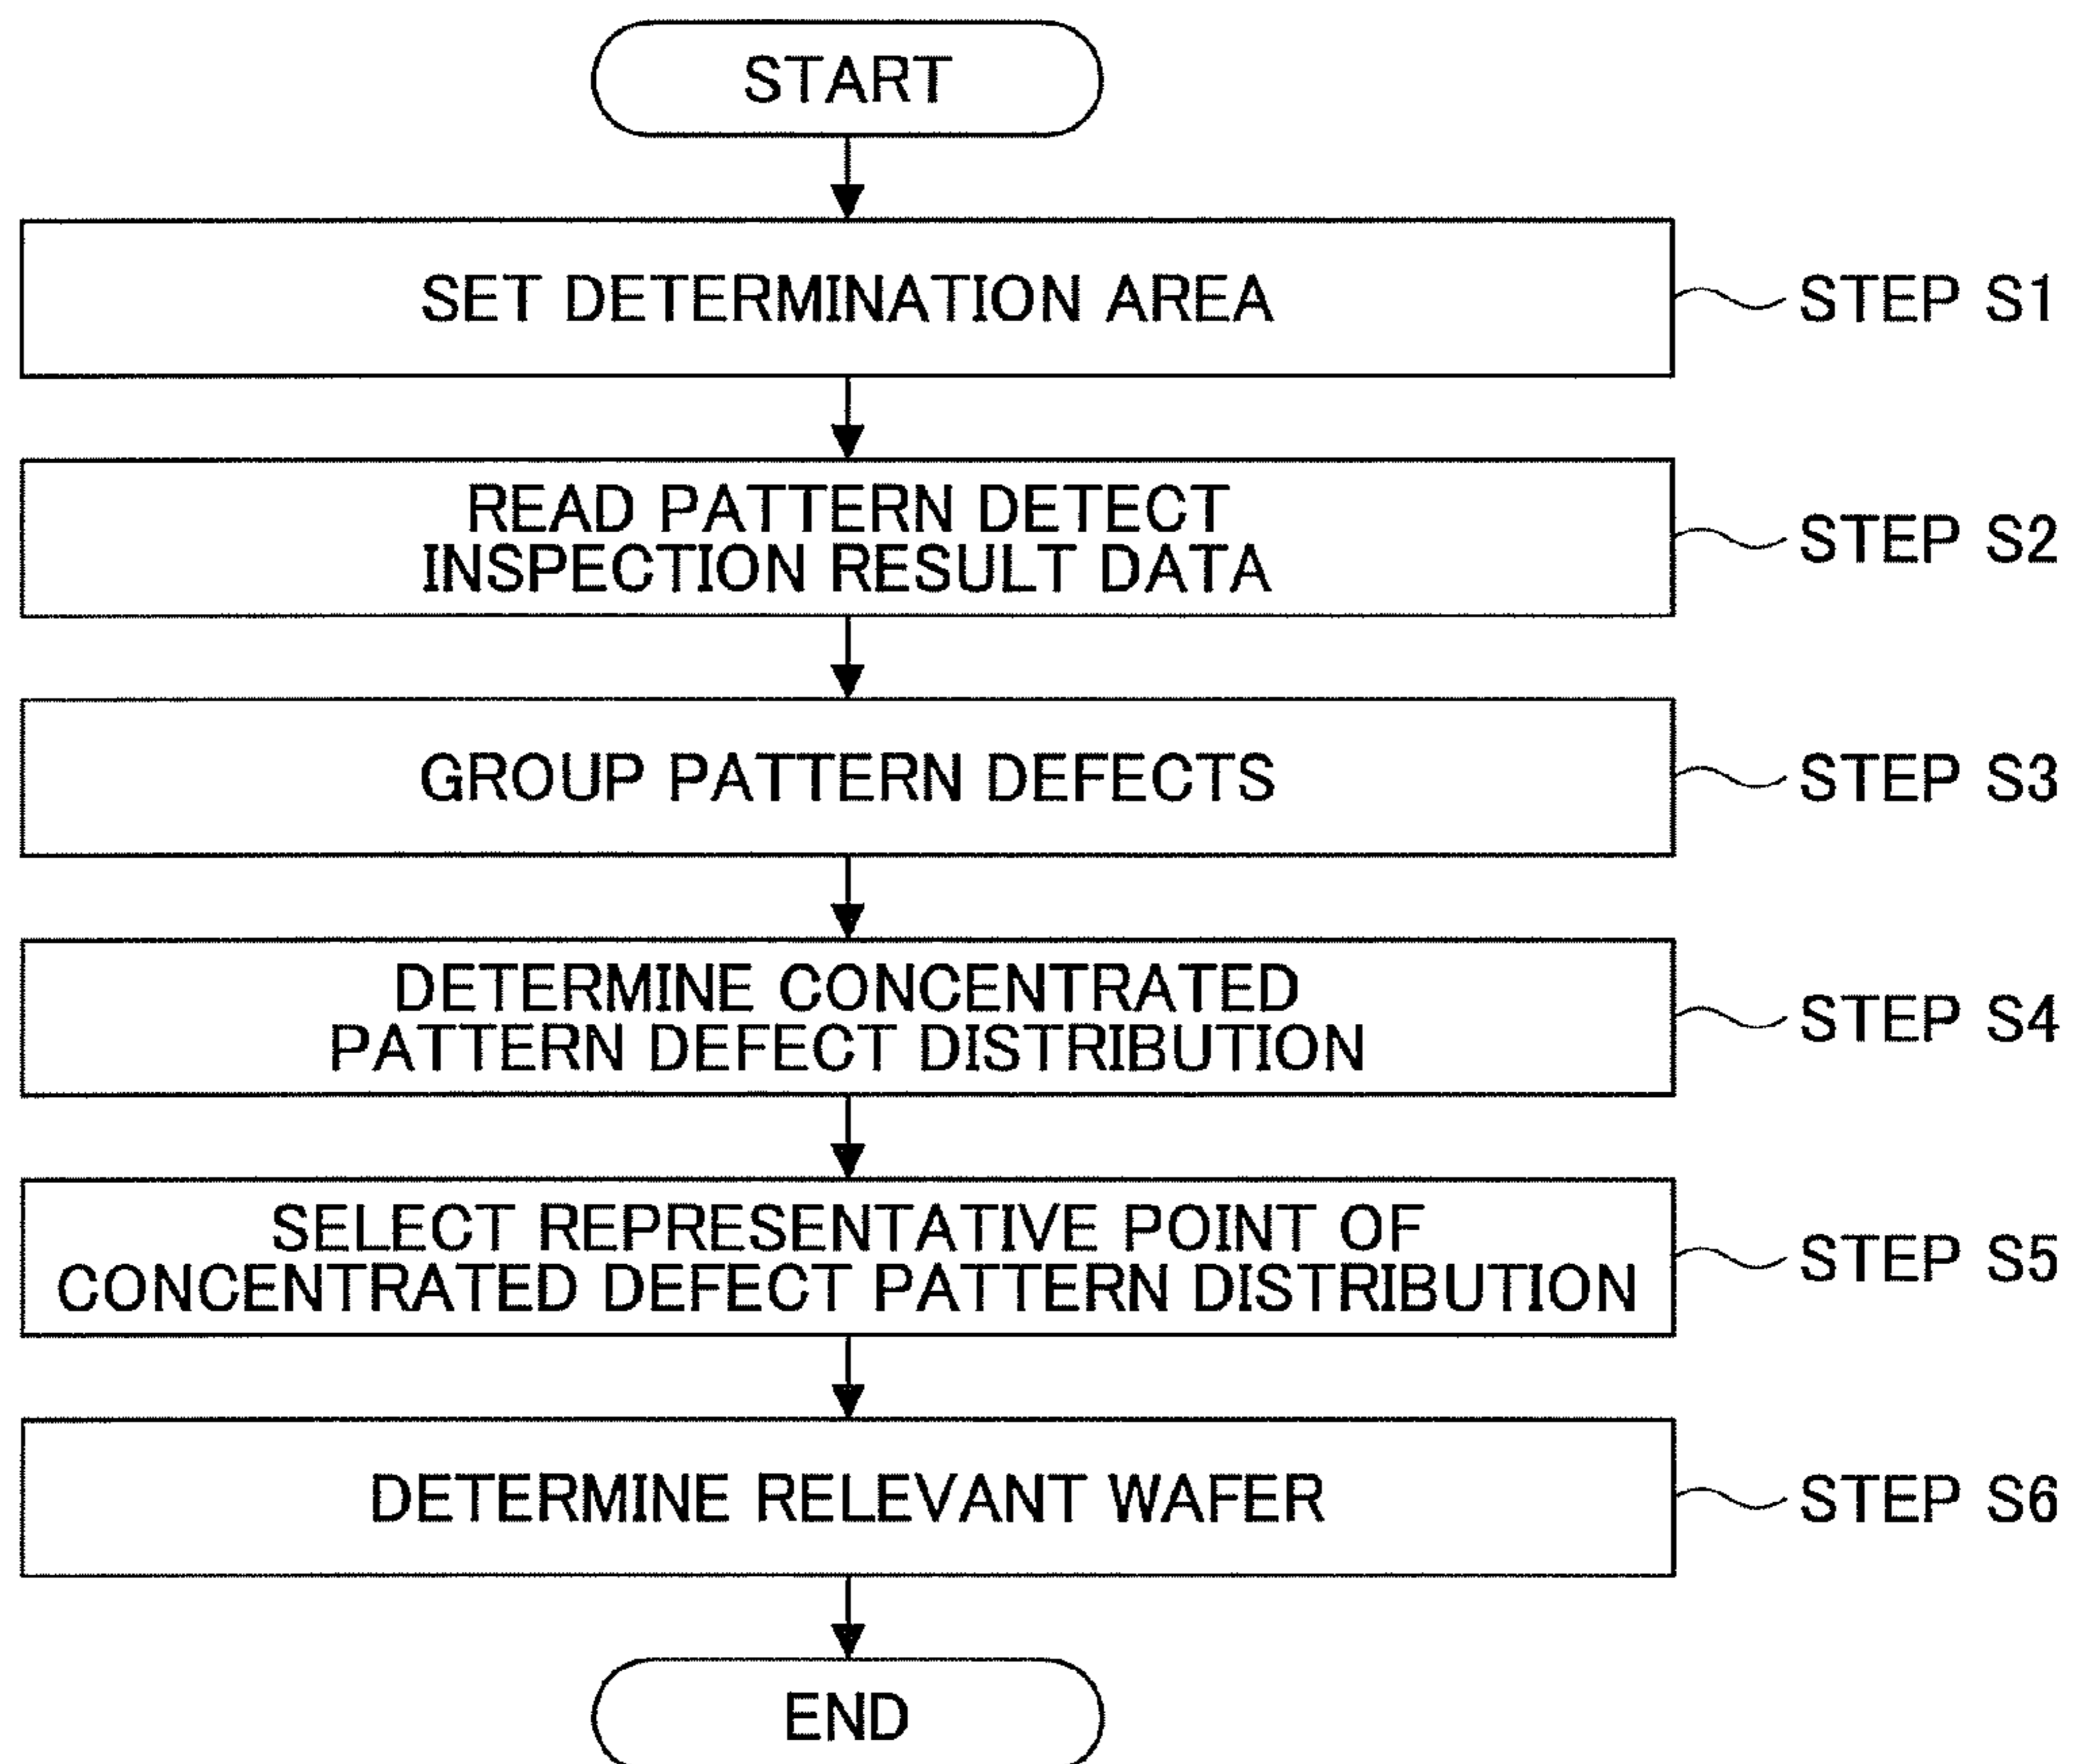 START
SET DETERMINATION AREA
STEP S1
READ PATTERN DETECT
INSPECTION RESULT DATA
STEP S2
GROUP PATTERN DEFECTS
STEP S3
DETERMINE CONCENTRATED
PATTERN DEFECT DISTRIBUTION
STEP S4
SELECT REPRESENTATIVE POINT OF
CONCENTRATED DEFECT PATTERN DISTRIBUTION
STEP S5
DETERMINE RELEVANT WAFER
STEP S6
END